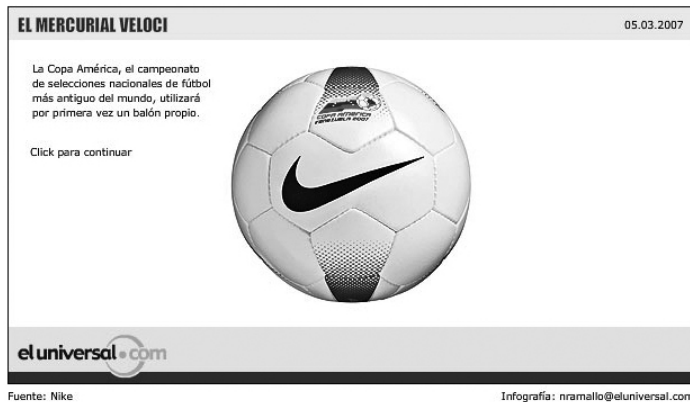 EL MERCURIAL VELOCI
05.03.2007
La Copa América, el campeonato
de selecciones nacionales de fútbol
más antiguo del mundo, utilizará
por primera vez un balón propio.
Click para continuar
COPA AMERICA
VENEZUELA 2007
eluniversal.com
Fuente: Nike
Infografía: nramallo@eluniversal.com